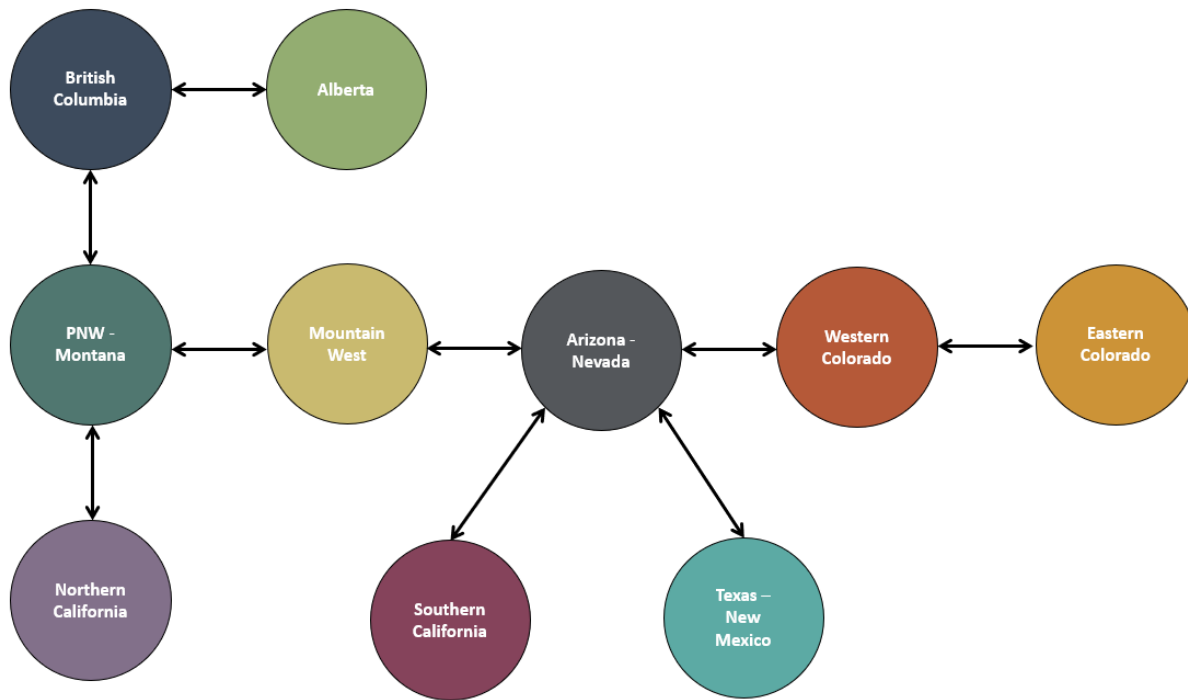 British
Columbia
Alberta
PNW -
Montana
Mountain
West
Arizona -
Nevada
Western
Colorado
Eastern
Colorado
Northern
California
Southern
California
Texas –
New
Mexico